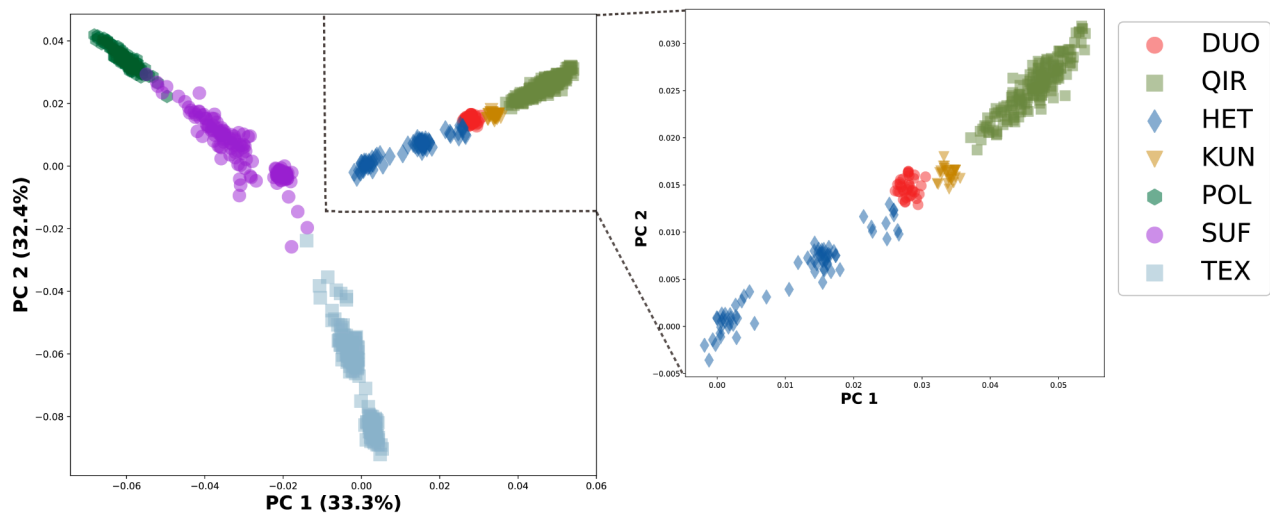 0.04
0.02
0.00
−0.02
−0.04
−0.06
−0.08
−0.06
−0.04
−0.02
0.00
0.02
0.04
0.06
PC 2 (32.4%)
PC 1 (33.3%)
0.030
0.025
0.020
0.015
0.010
0.005
0.000
−0.005
0.00
0.01
0.02
0.03
0.04
0.05
PC 2
PC 1
DUO
QIR
HET
KUN
POL
SUF
TEX